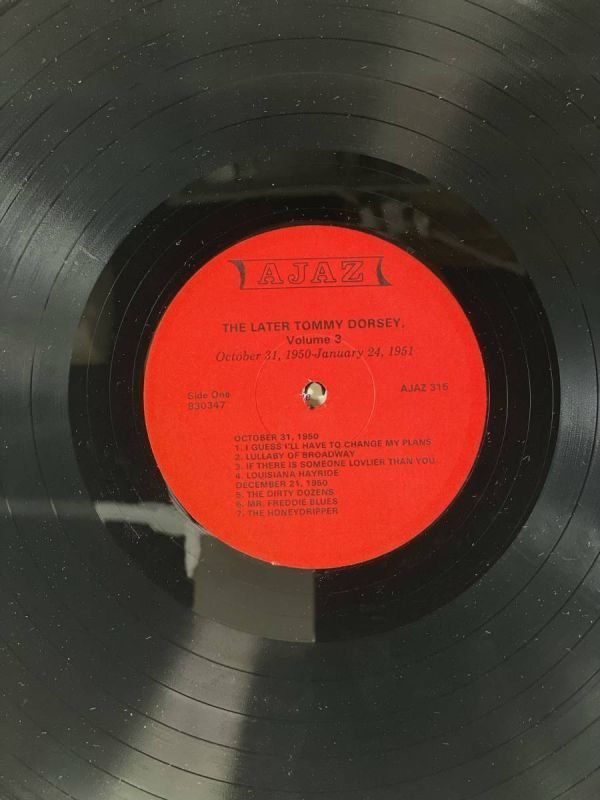 AJAZ
THE LATER TOMMY DORSEY,
Volume 3
October 31, 1950-January 24, 1951
Side One
830347
AJAZ 315
OCTOBER 31, 1950
1. I GUESS I'LL HAVE TO CHANGE MY PLANS
2. LULLABY OF BROADWAY
3. IF THERE IS SOMEONE LOVLIER THAN YOU
4. LOUISIANA HAYRIDE
DECEMBER 21, 1950
5. THE DIRTY DOZENS
6. MR. FREDDIE BLUES
7. THE HONEYDRIPPER